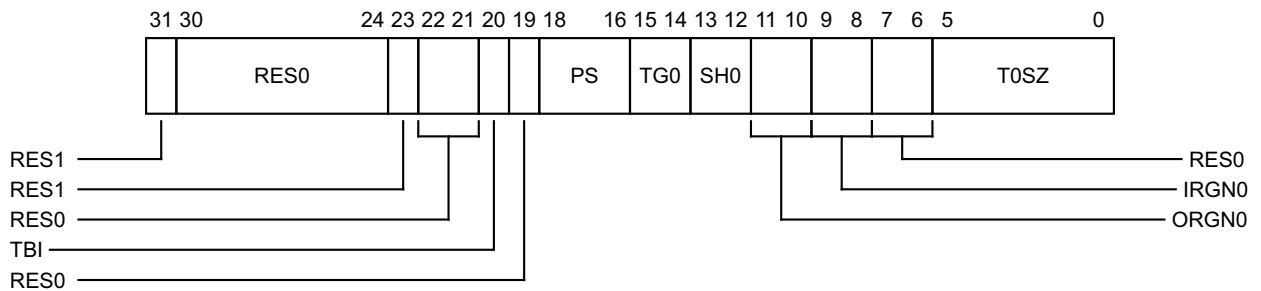 31 30 24 23 22 21 20 19 18 16 15 14 13 12 11 10 9 8 7 6 5 0
RES0 PS TG0 SH0 T0SZ
RES1 RES0
RES1 IRGN0
RES0 ORGN0
TBI
RES0